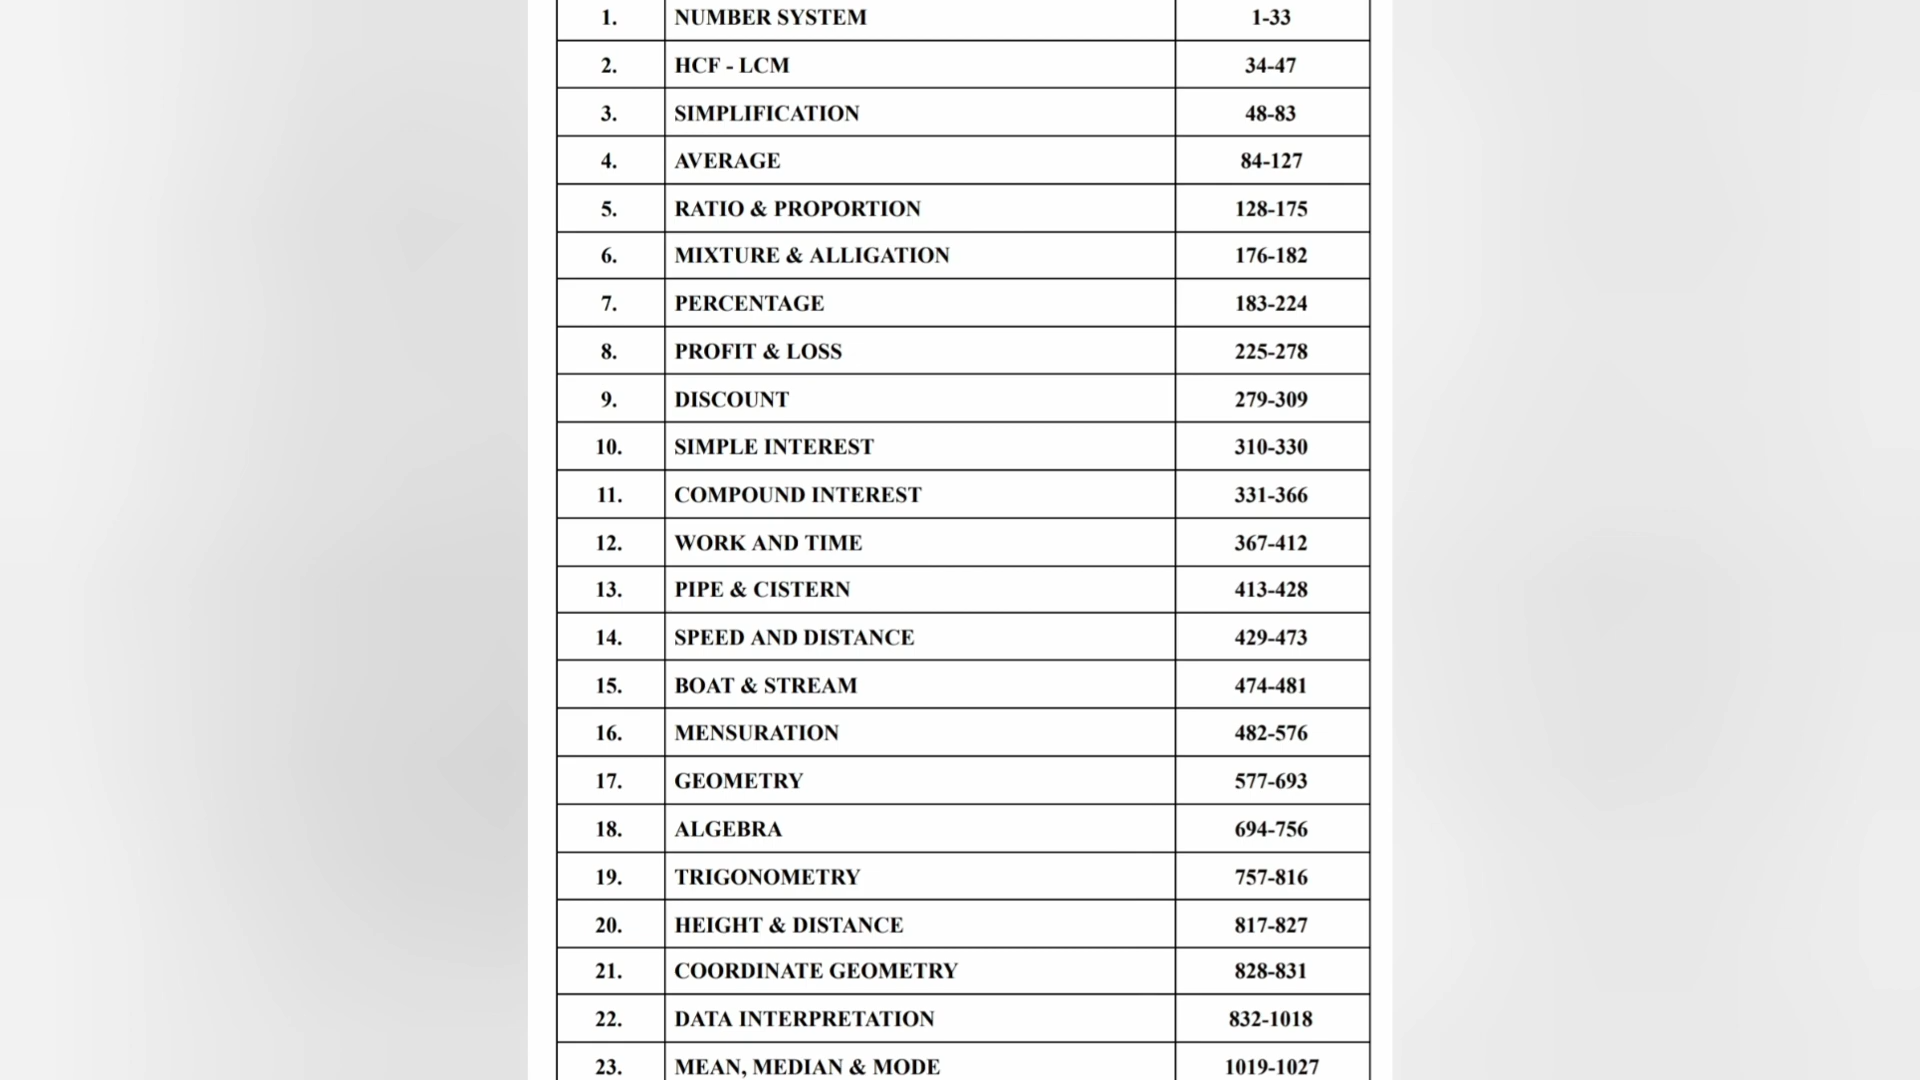 1. NUMBER SYSTEM 1-33
2. HCF - LCM 34-47
3. SIMPLIFICATION 48-83
4. AVERAGE 84-127
5. RATIO & PROPORTION 128-175
6. MIXTURE & ALLIGATION 176-182
7. PERCENTAGE 183-224
8. PROFIT & LOSS 225-278
9. DISCOUNT 279-309
10. SIMPLE INTEREST 310-330
11. COMPOUND INTEREST 331-366
12. WORK AND TIME 367-412
13. PIPE & CISTERN 413-428
14. SPEED AND DISTANCE 429-473
15. BOAT & STREAM 474-481
16. MENSURATION 482-576
17. GEOMETRY 577-693
18. ALGEBRA 694-756
19. TRIGONOMETRY 757-816
20. HEIGHT & DISTANCE 817-827
21. COORDINATE GEOMETRY 828-831
22. DATA INTERPRETATION 832-1018
23. MEAN, MEDIAN & MODE 1019-1027